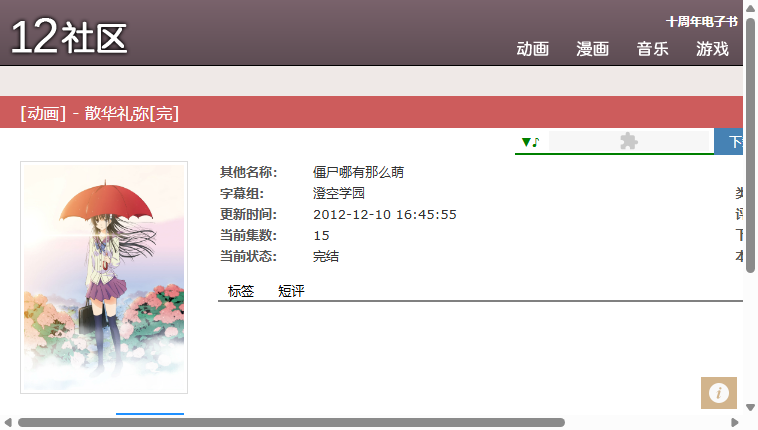 12社区
十周年电子书
动画 漫画 音乐 游戏
[动画] - 散华礼弥[完]
▼♪
下
其他名称: 僵尸哪有那么萌
字幕组: 澄空学园
更新时间: 2012-12-10 16:45:55
当前集数: 15
当前状态: 完结
标签 短评